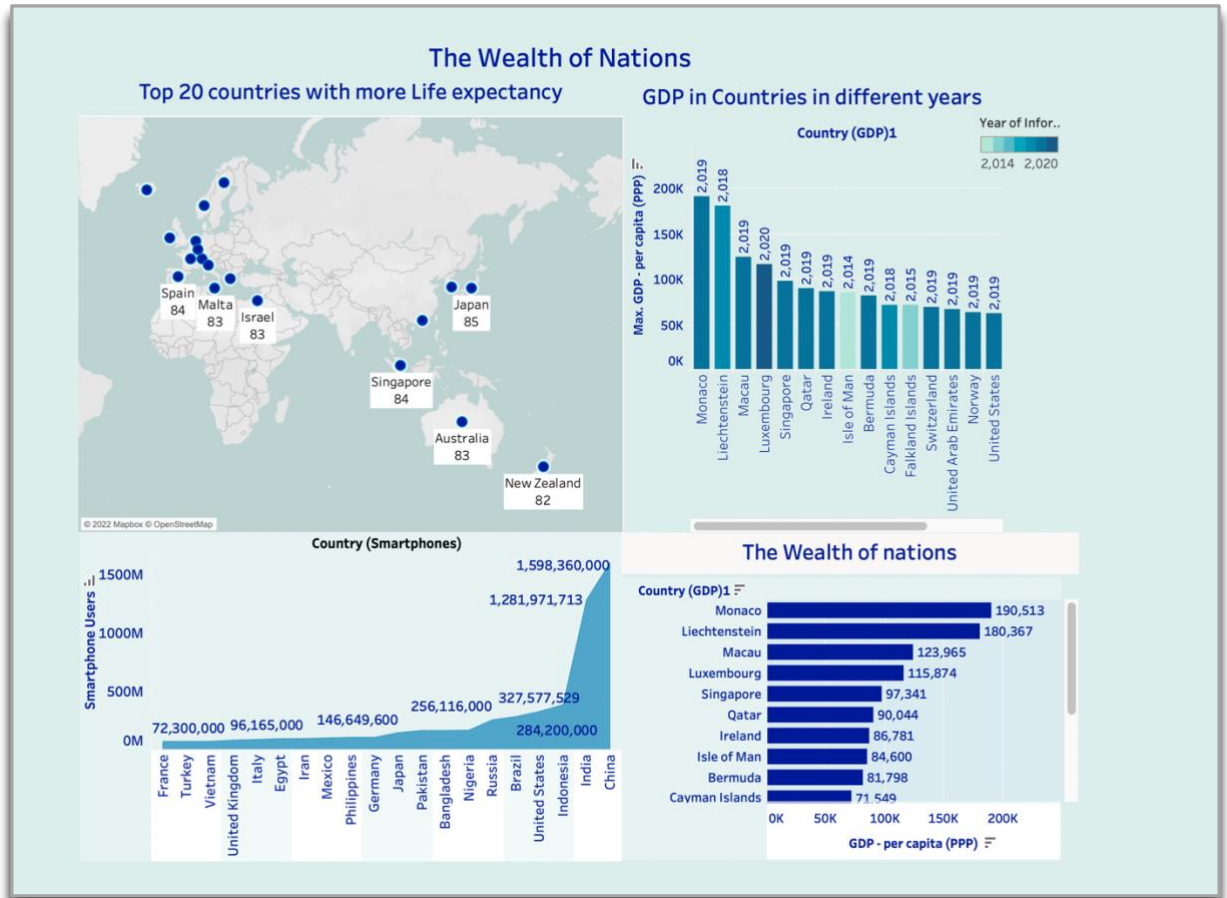 The Wealth of Nations
Top 20 countries with more Life expectancy
Spain
84
Malta
83
Israel
83
Japan
85
Singapore
84
Australia
83
New Zealand
82
© 2022 Mapbox © OpenStreetMap
GDP in Countries in different years
Country (GDP)1
Year of Infor..
2,014 2,020
Max. GDP - per capita (PPP)
200K
150K
100K
50K
0K
2,019
2,018
2,019
2,020
2,019
2,019
2,019
2,014
2,019
2,018
2,015
2,019
2,019
2,019
2,019
Monaco
Liechtenstein
Macau
Luxembourg
Singapore
Qatar
Ireland
Isle of Man
Bermuda
Cayman Islands
Falkland Islands
Switzerland
United Arab Emirates
Norway
United States
Country (Smartphones)
Smartphone Users
1500M
1000M
500M
0M
72,300,000
96,165,000
146,649,600
256,116,000
327,577,529
284,200,000
1,281,971,713
1,598,360,000
France
Turkey
Vietnam
United Kingdom
Italy
Egypt
Iran
Mexico
Philippines
Germany
Japan
Pakistan
Bangladesh
Nigeria
Russia
Brazil
United States
Indonesia
India
China
The Wealth of nations
Country (GDP)1
Monaco 190,513
Liechtenstein 180,367
Macau 123,965
Luxembourg 115,874
Singapore 97,341
Qatar 90,044
Ireland 86,781
Isle of Man 84,600
Bermuda 81,798
Cayman Islands 71,549
0K 50K 100K 150K 200K
GDP - per capita (PPP)